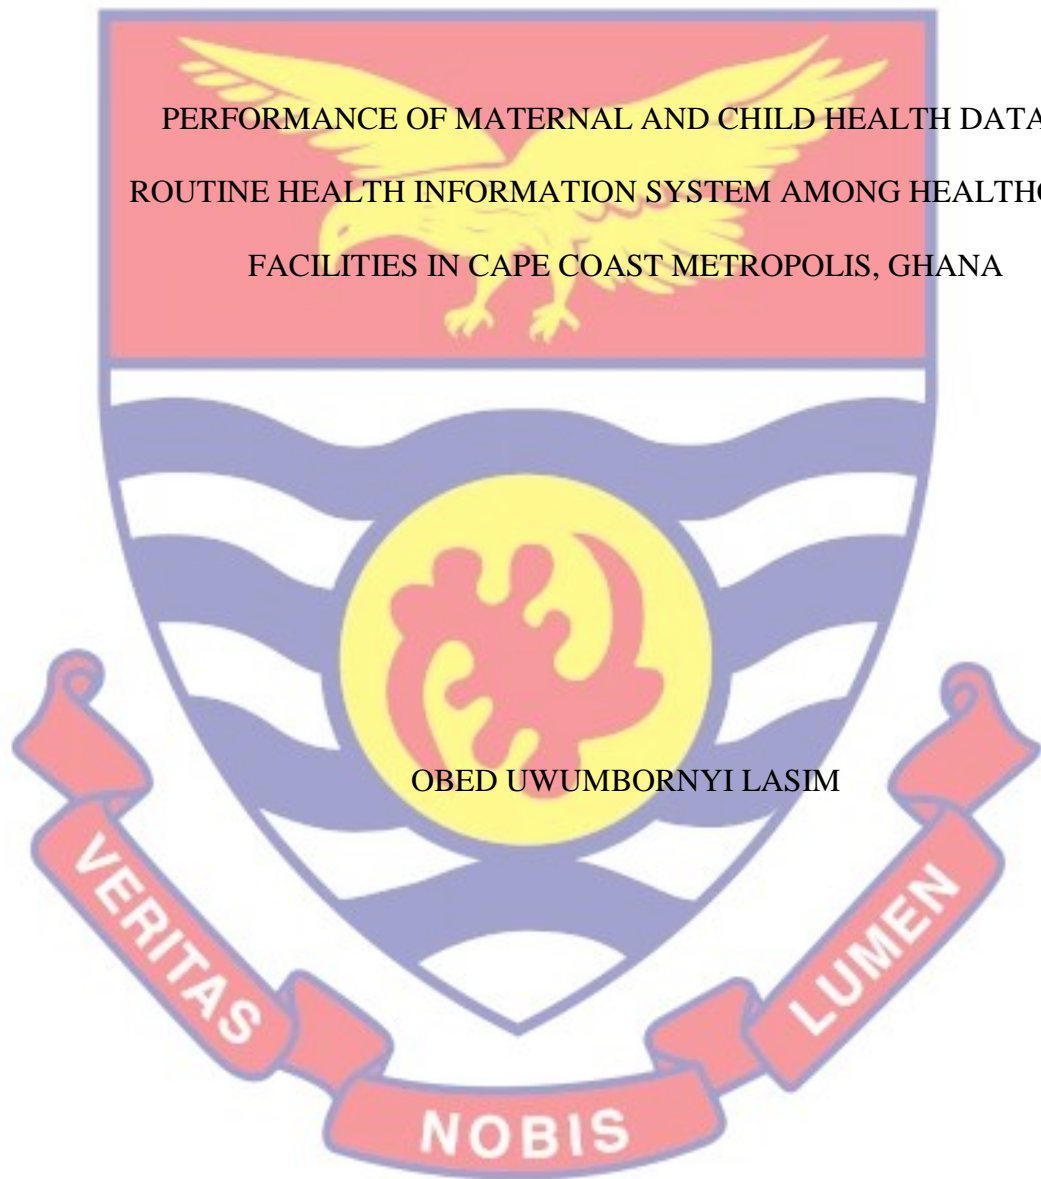 PERFORMANCE OF MATERNAL AND CHILD HEALTH DATA
ROUTINE HEALTH INFORMATION SYSTEM AMONG
FACILITIES IN CAPE COAST METROPOLIS, GHANA
OBED UWUMBORNYI LASIM
VERITAS
NOBIS
LUMEN